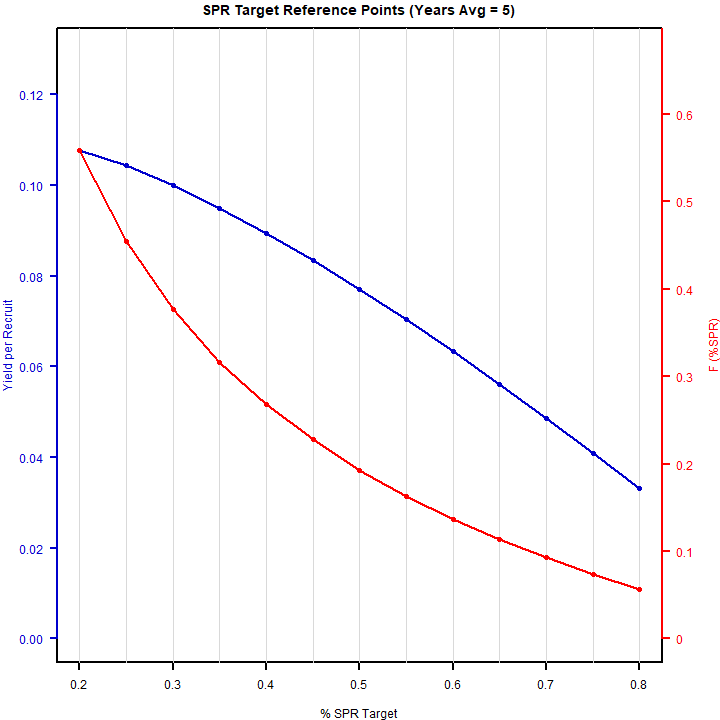 SPR Target Reference Points (Years Avg = 5)
Yield per Recruit
0.12
0.10
0.08
0.06
0.04
0.02
0.00
0.6
0.5
0.4
0.3
0.2
0.1
0
F (%SPR)
0.2 0.3 0.4 0.5 0.6 0.7 0.8
% SPR Target